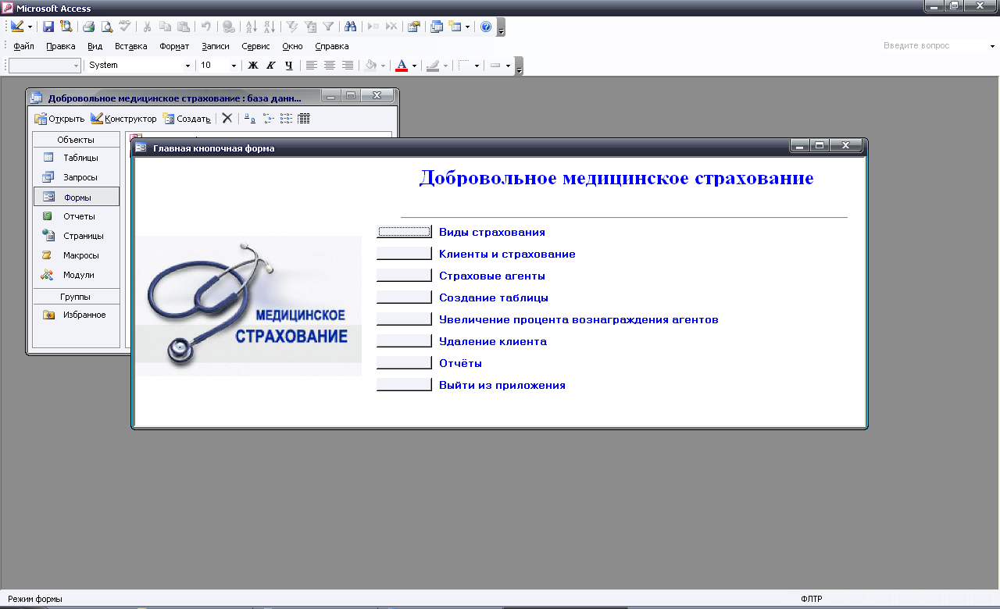 Microsoft Access
Файл Правка Вид Вставка Формат Записи Сервис Окно Справка Введите вопрос
System 10 Ж К Ч А
Добровольное медицинское страхование : база данн...
Открыть Конструктор Создать
Объекты
Таблицы
Запросы
Формы
Отчеты
Страницы
Макросы
Модули
Группы
Избранное
Главная кнопочная форма
Добровольное медицинское страхование
Виды страхования
Клиенты и страхование
Страховые агенты
Создание таблицы
Увеличение процента вознаграждения агентов
Удаление клиента
Отчёты
Выйти из приложения
МЕДИЦИНСКОЕ
СТРАХОВАНИЕ
Режим формы ФЛТР